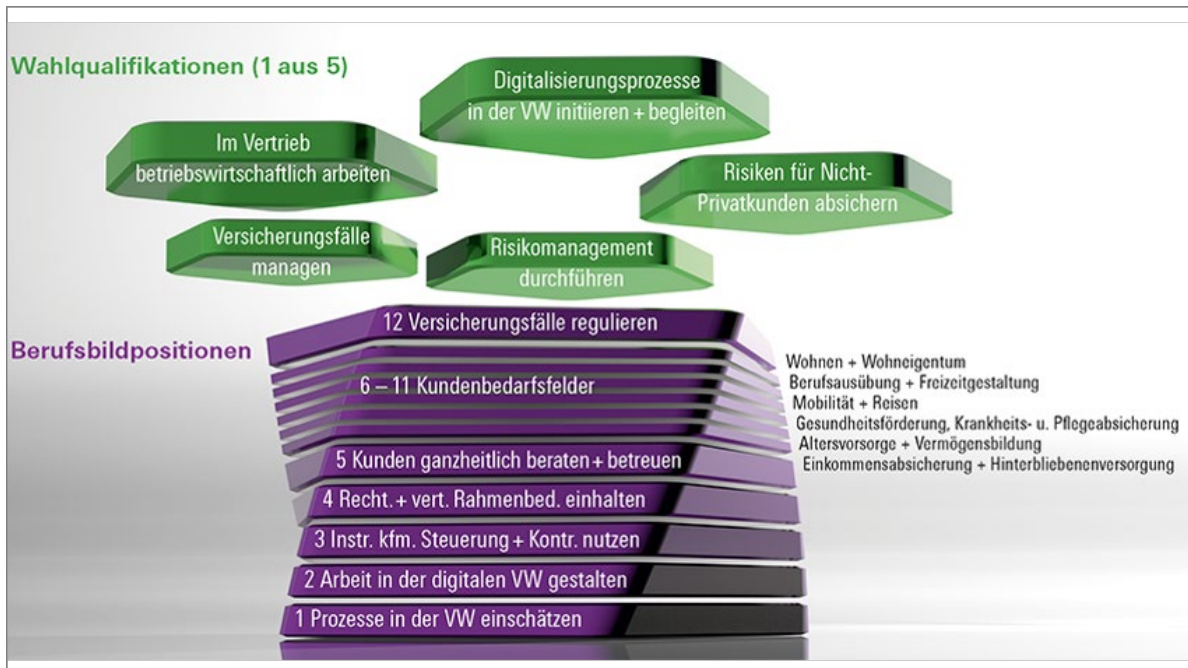 Wahlqualifikationen (1 aus 5)
Digitalisierungsprozesse
in der VW initiieren + begleiten
Im Vertrieb
betriebswirtschaftlich arbeiten
Risiken für Nicht-
Privatkunden absichern
Versicherungsfälle
managen
Risikomanagement
durchführen
Berufsbildpositionen
12 Versicherungsfälle regulieren
6 – 11 Kundenbedarfsfelder
Wohnen + Wohneigentum
Berufsausübung + Freizeitgestaltung
Mobilität + Reisen
Gesundheitsförderung, Krankheits- u. Pflegeabsicherung
Altersvorsorge + Vermögensbildung
Einkommensabsicherung + Hinterbliebenenversorgung
5 Kunden ganzheitlich beraten + betreuen
4 Recht. + vert. Rahmenbed. einhalten
3 Instr. kfm. Steuerung + Kontr. nutzen
2 Arbeit in der digitalen VW gestalten
1 Prozesse in der VW einschätzen